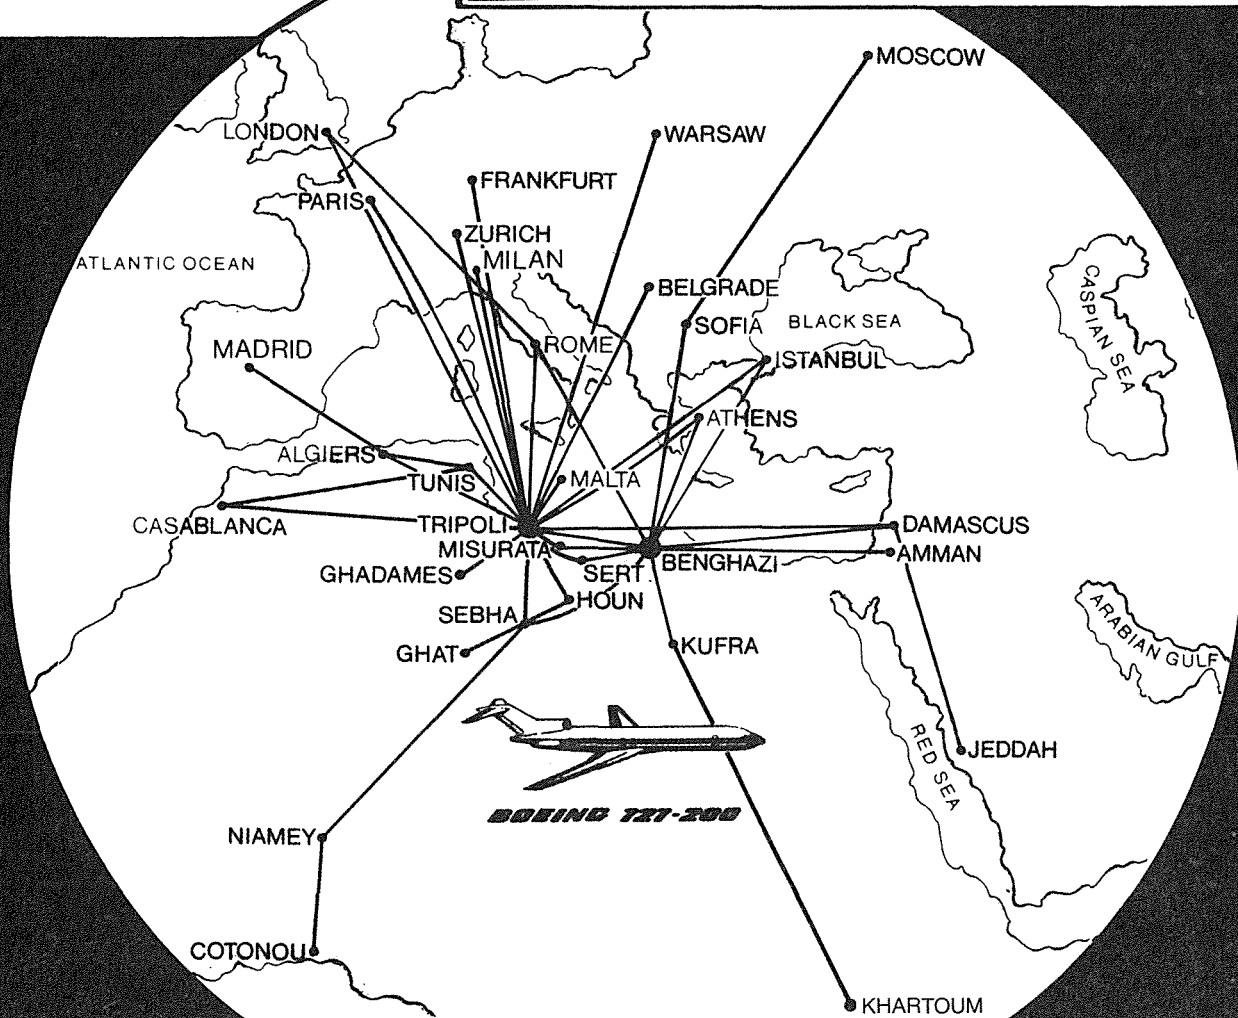 MOSCOW
LONDON
WARSAW
FRANKFURT
PARIS
ZURICH
MILAN
ATLANTIC OCEAN
BELGRADE
CASPIAN SEA
SOFIA
BLACK SEA
ROME
MADRID
ISTANBUL
ATHENS
ALGIERS
TUNIS
MALTA
CASABLANCA
TRIPOLI
DAMASCUS
MISURATA
AMMAN
BENGHAZI
GHADAMES
SERT
HOUN
SEBHA
ARABIAN GULF
GHAT
KUFRA
RED SEA
JEDDAH
BOEING 727-200
NIAMEY
COTONOU
KHARTOUM